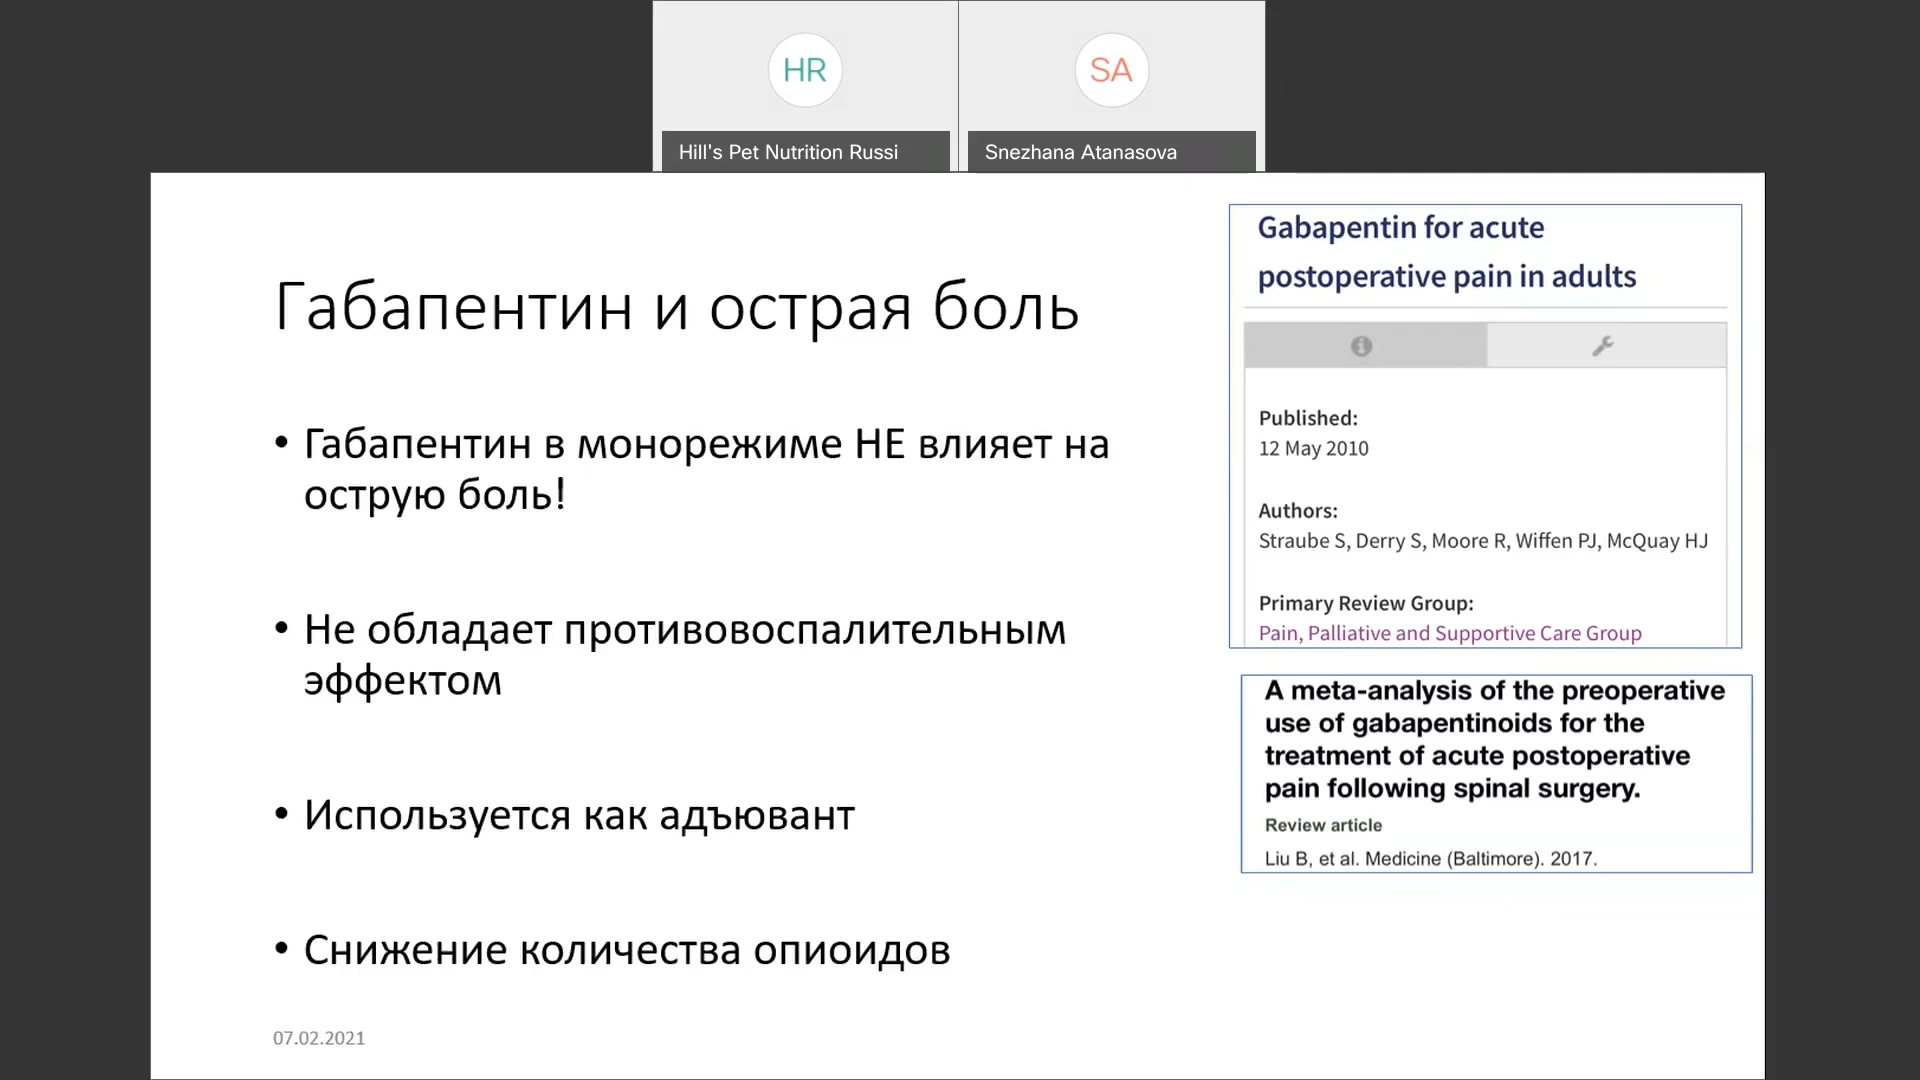 HR
SA
Hill's Pet Nutrition Russi
Snezhana Atanasova
Габапентин и острая боль
• Габапентин в монорежиме НЕ влияет на
острую боль!
• Не обладает противовоспалительным
эффектом
• Используется как адъювант
• Снижение количества опиоидов
07.02.2021
Gabapentin for acute
postoperative pain in adults
Published:
12 May 2010
Authors:
Straube S, Derry S, Moore R, Wiffen PJ, McQuay HJ
Primary Review Group:
Pain, Palliative and Supportive Care Group
A meta-analysis of the preoperative
use of gabapentinoids for the
treatment of acute postoperative
pain following spinal surgery.
Review article
Liu B, et al. Medicine (Baltimore). 2017.